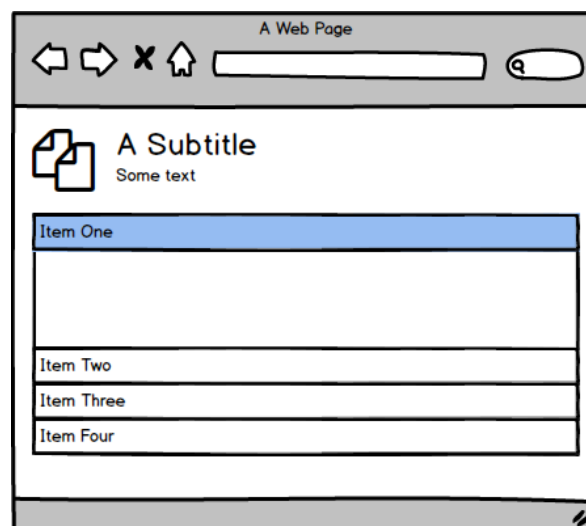 A Web Page
A Subtitle
Some text
Item One
Item Two
Item Three
Item Four